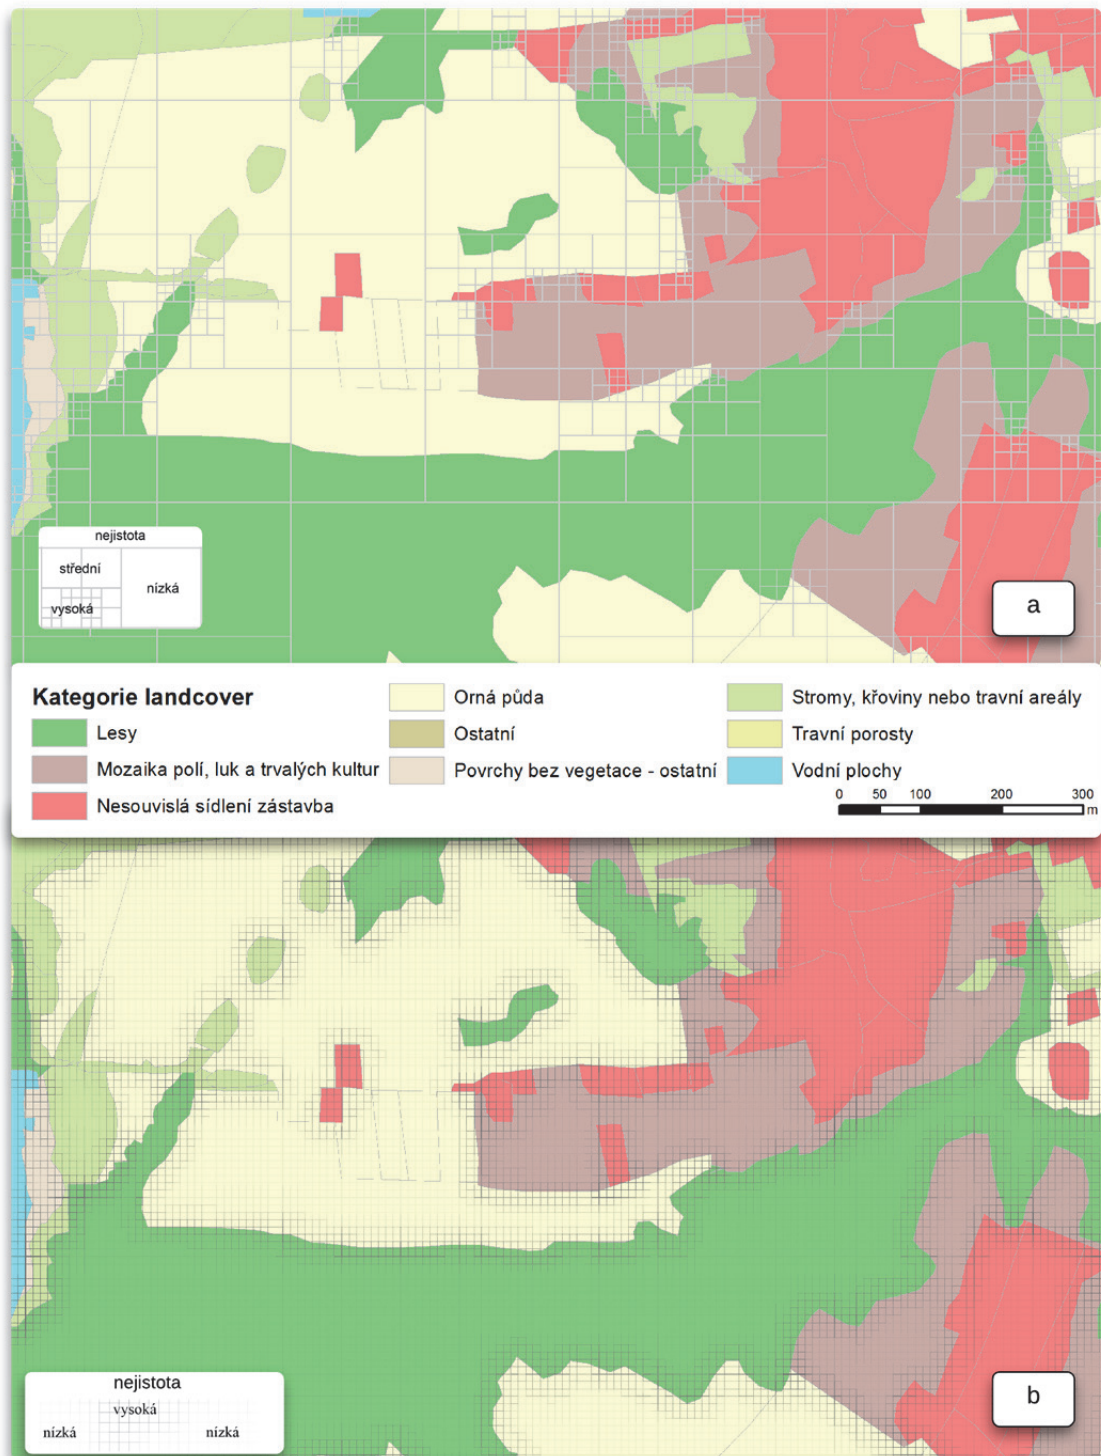 nejistota
střední
nízká
vysoká
a
Kategorie landcover
Lesy
Mozaika polí, luk a trvalých kultur
Nesouvislá sídlení zástavba
Orná půda
Ostatní
Povrchy bez vegetace - ostatní
Stromy, křoviny nebo travní areály
Travní porosty
Vodní plochy
0 50 100 200 300
m
nejistota
vysoká
nízká nízká
b